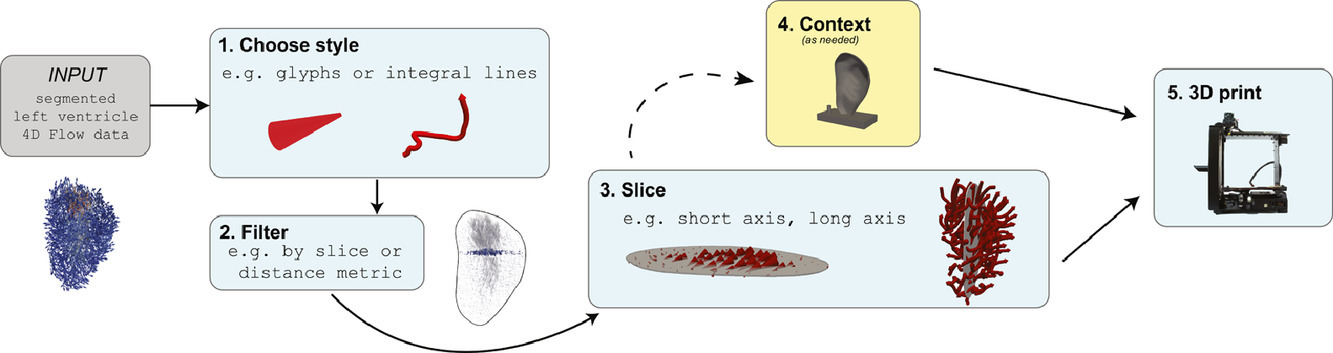 INPUT
segmented
left ventricle
4D Flow data
1. Choose style
e.g. glyphs or integral lines
2. Filter
e.g. by slice or
distance metric
3. Slice
e.g. short axis, long axis
4. Context
(as needed)
5. 3D print